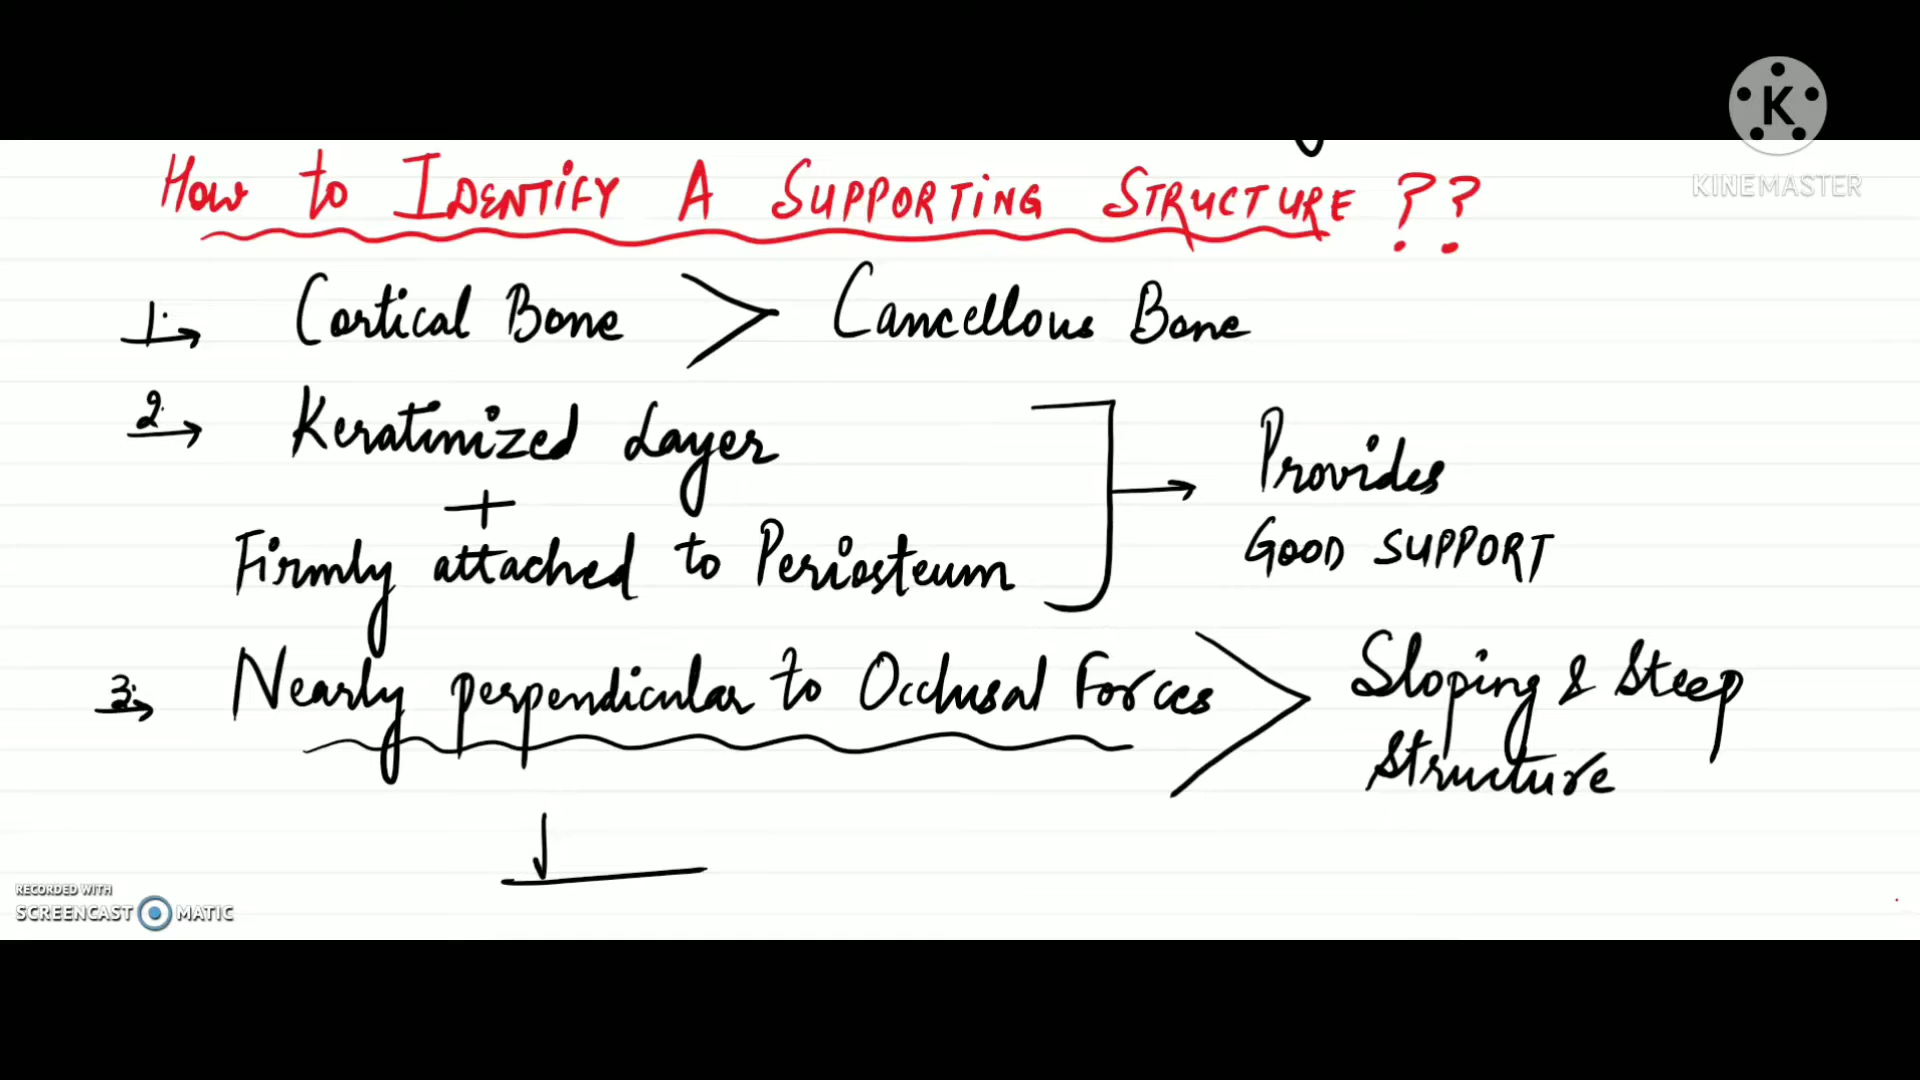 K
KINEMASTER
How to IDENTIFY A SUPPORTING STRUCTURE ??
1. → Cortical Bone > Cancellous Bone
2. → Keratinized Layer
+
Firmly attached to Periosteum
→ Provides
GOOD SUPPORT
3. → Nearly perpendicular to Occlusal Forces > Sloping & Steep
Structure
RECORDED WITH
SCREENCAST MATIC